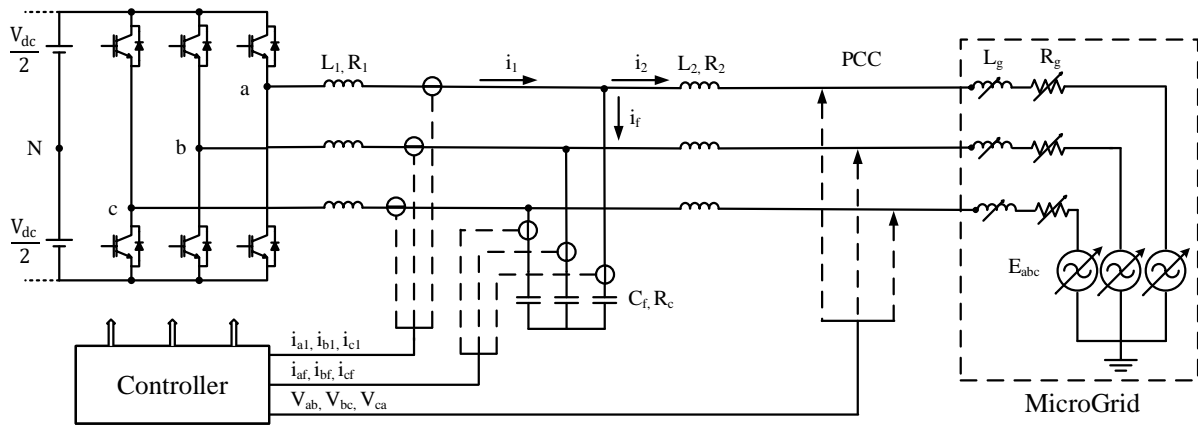 V_dc
2
N
V_dc
2
a
b
c
L_1, R_1
i_1
i_2
i_f
L_2, R_2
PCC
L_g
R_g
C_f, R_c
E_abc
MicroGrid
Controller
i_a1, i_b1, i_c1
i_af, i_bf, i_cf
V_ab, V_bc, V_ca